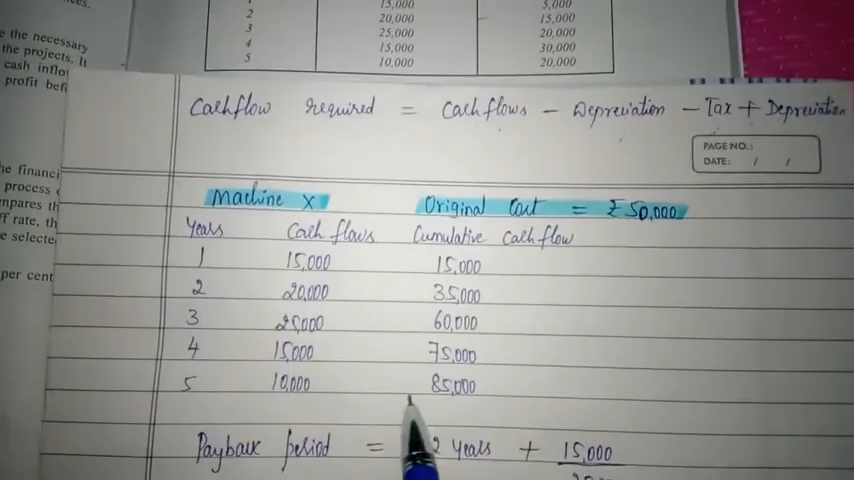 1 15,000 5,000
2 20,000 15,000
3 25,000 20,000
4 15,000 30,000
5 10,000 20,000
e the necessary
the projects. It
cash inflo
profit bef
he financi
process
mpares th
ff rate, th
e selecte
per cent
Cashflow required = Cashflows - Depreciation - Tax + Depreciation
PAGE NO.:
DATE: / /
Machine X Original Cost = ₹50,000
Years Cash flows Cumulative Cashflow
1 15,000 15,000
2 20,000 35,000
3 25,000 60,000
4 15,000 75,000
5 10,000 85,000
Payback period = 2 Years + 15,000